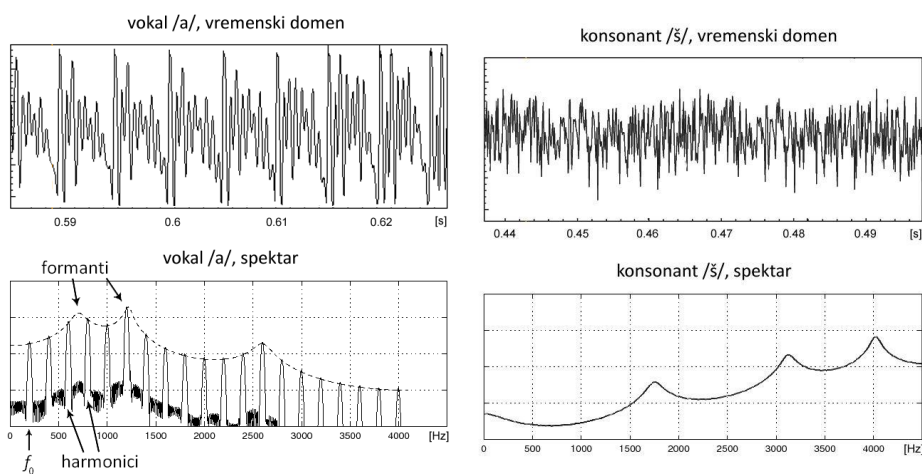 vokal /a/, vremenski domen
0.59 0.6 0.61 0.62 [s]
konsonant /š/, vremenski domen
0.44 0.45 0.46 0.47 0.48 0.49 [s]
vokal /a/, spektar
formanti
0 500 1000 1500 2000 2500 3000 3500 4000 [Hz]
f0 harmonici
konsonant /š/, spektar
0 500 1000 1500 2000 2500 3000 3500 4000 [Hz]